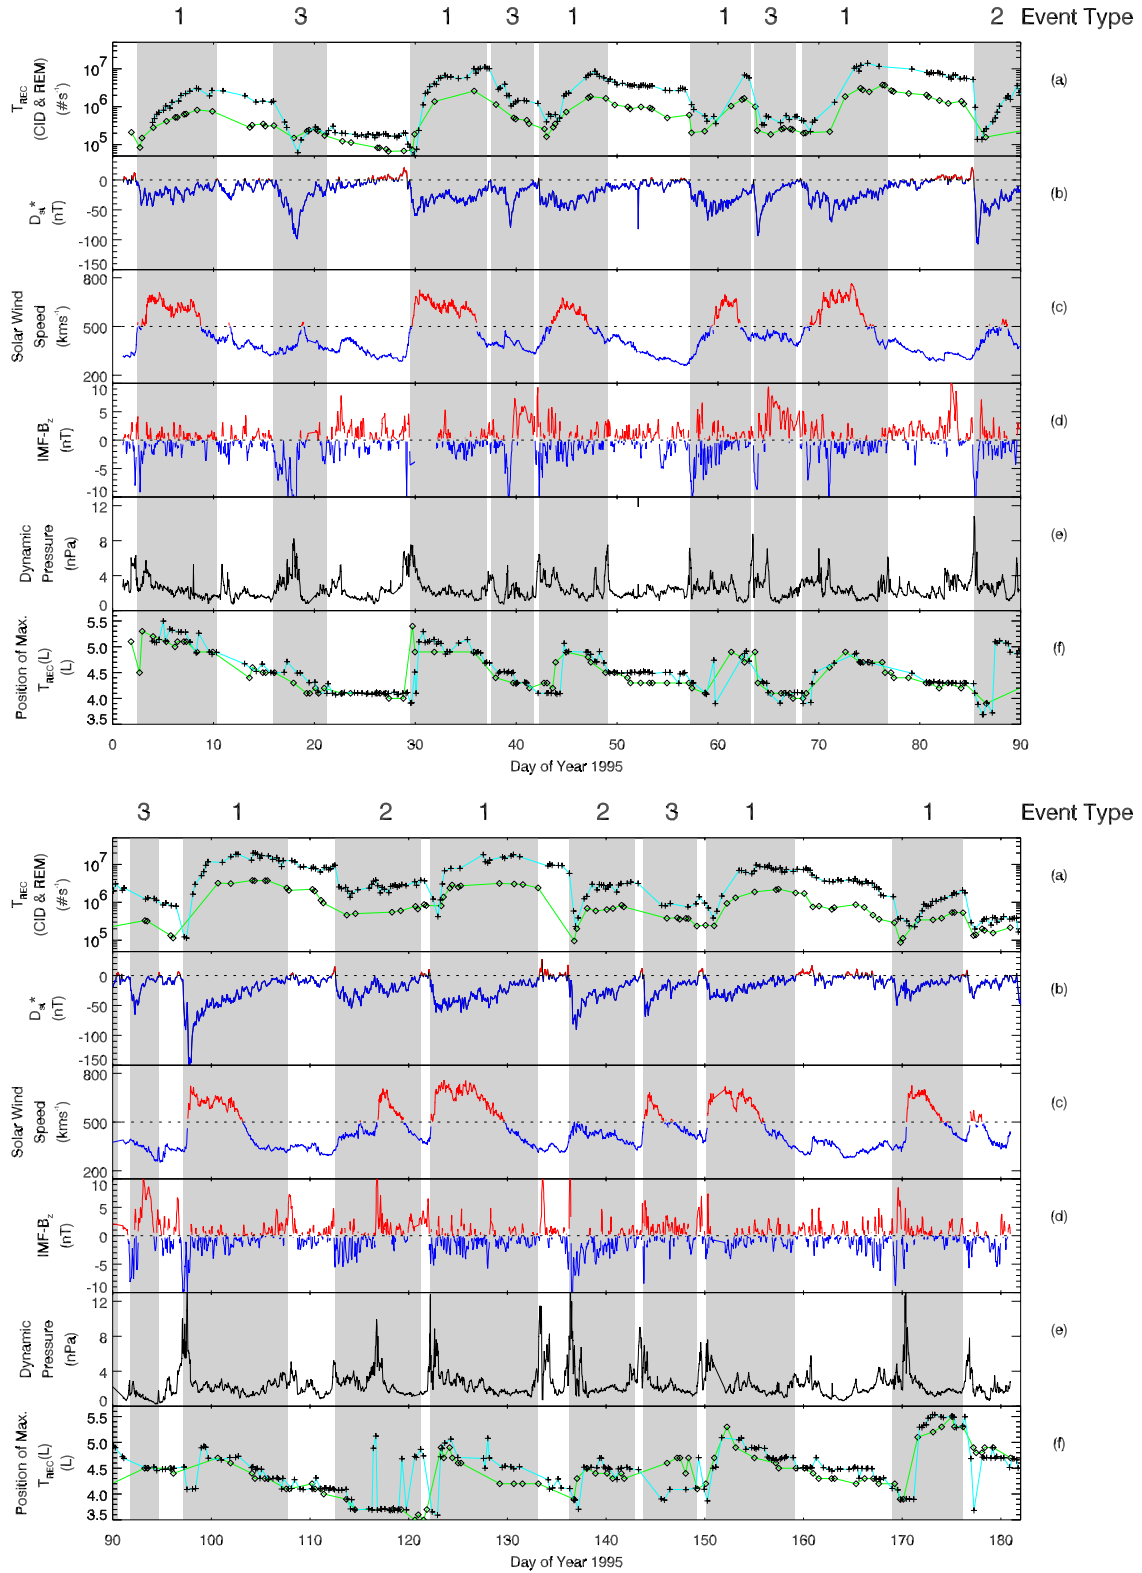 1 3 1 3 1 1 3 1 2 Event Type
T_REC
(CID & REM)
(#s⁻¹)
10⁷
10⁶
10⁵
(a)
D_st*
(nT)
0
-50
-100
-150
(b)
Solar Wind
Speed
(kms⁻¹)
800
500
200
(c)
IMF-B_z
(nT)
10
5
0
-5
-10
(d)
Dynamic
Pressure
(nPa)
12
8
4
0
(e)
Position of Max.
T_REC(L)
(L)
5.5
5.0
4.5
4.0
3.5
(f)
0 10 20 30 40 50 60 70 80 90
Day of Year 1995
3 1 2 1 2 3 1 1 Event Type
T_REC
(CID & REM)
(#s⁻¹)
10⁷
10⁶
10⁵
(a)
D_st*
(nT)
0
-50
-100
-150
(b)
Solar Wind
Speed
(kms⁻¹)
800
500
200
(c)
IMF-B_z
(nT)
10
5
0
-5
-10
(d)
Dynamic
Pressure
(nPa)
12
8
4
0
(e)
Position of Max.
T_REC(L)
(L)
5.5
5.0
4.5
4.0
3.5
(f)
90 100 110 120 130 140 150 160 170 180
Day of Year 1995